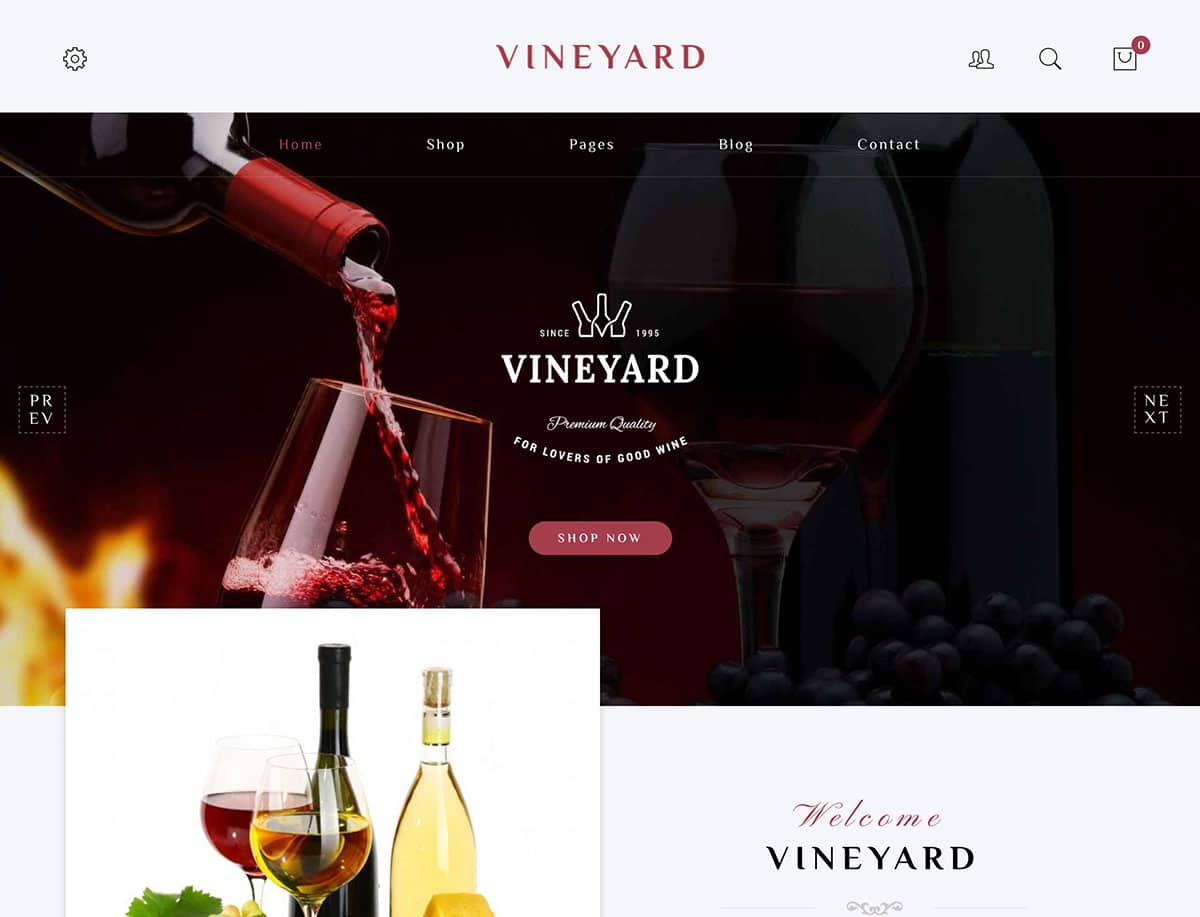 VINEYARD
0
Home Shop Pages Blog Contact
SINCE 1995
VINEYARD
Premium Quality
FOR LOVERS OF GOOD WINE
PR
EV
NE
XT
SHOP NOW
Welcome
VINEYARD